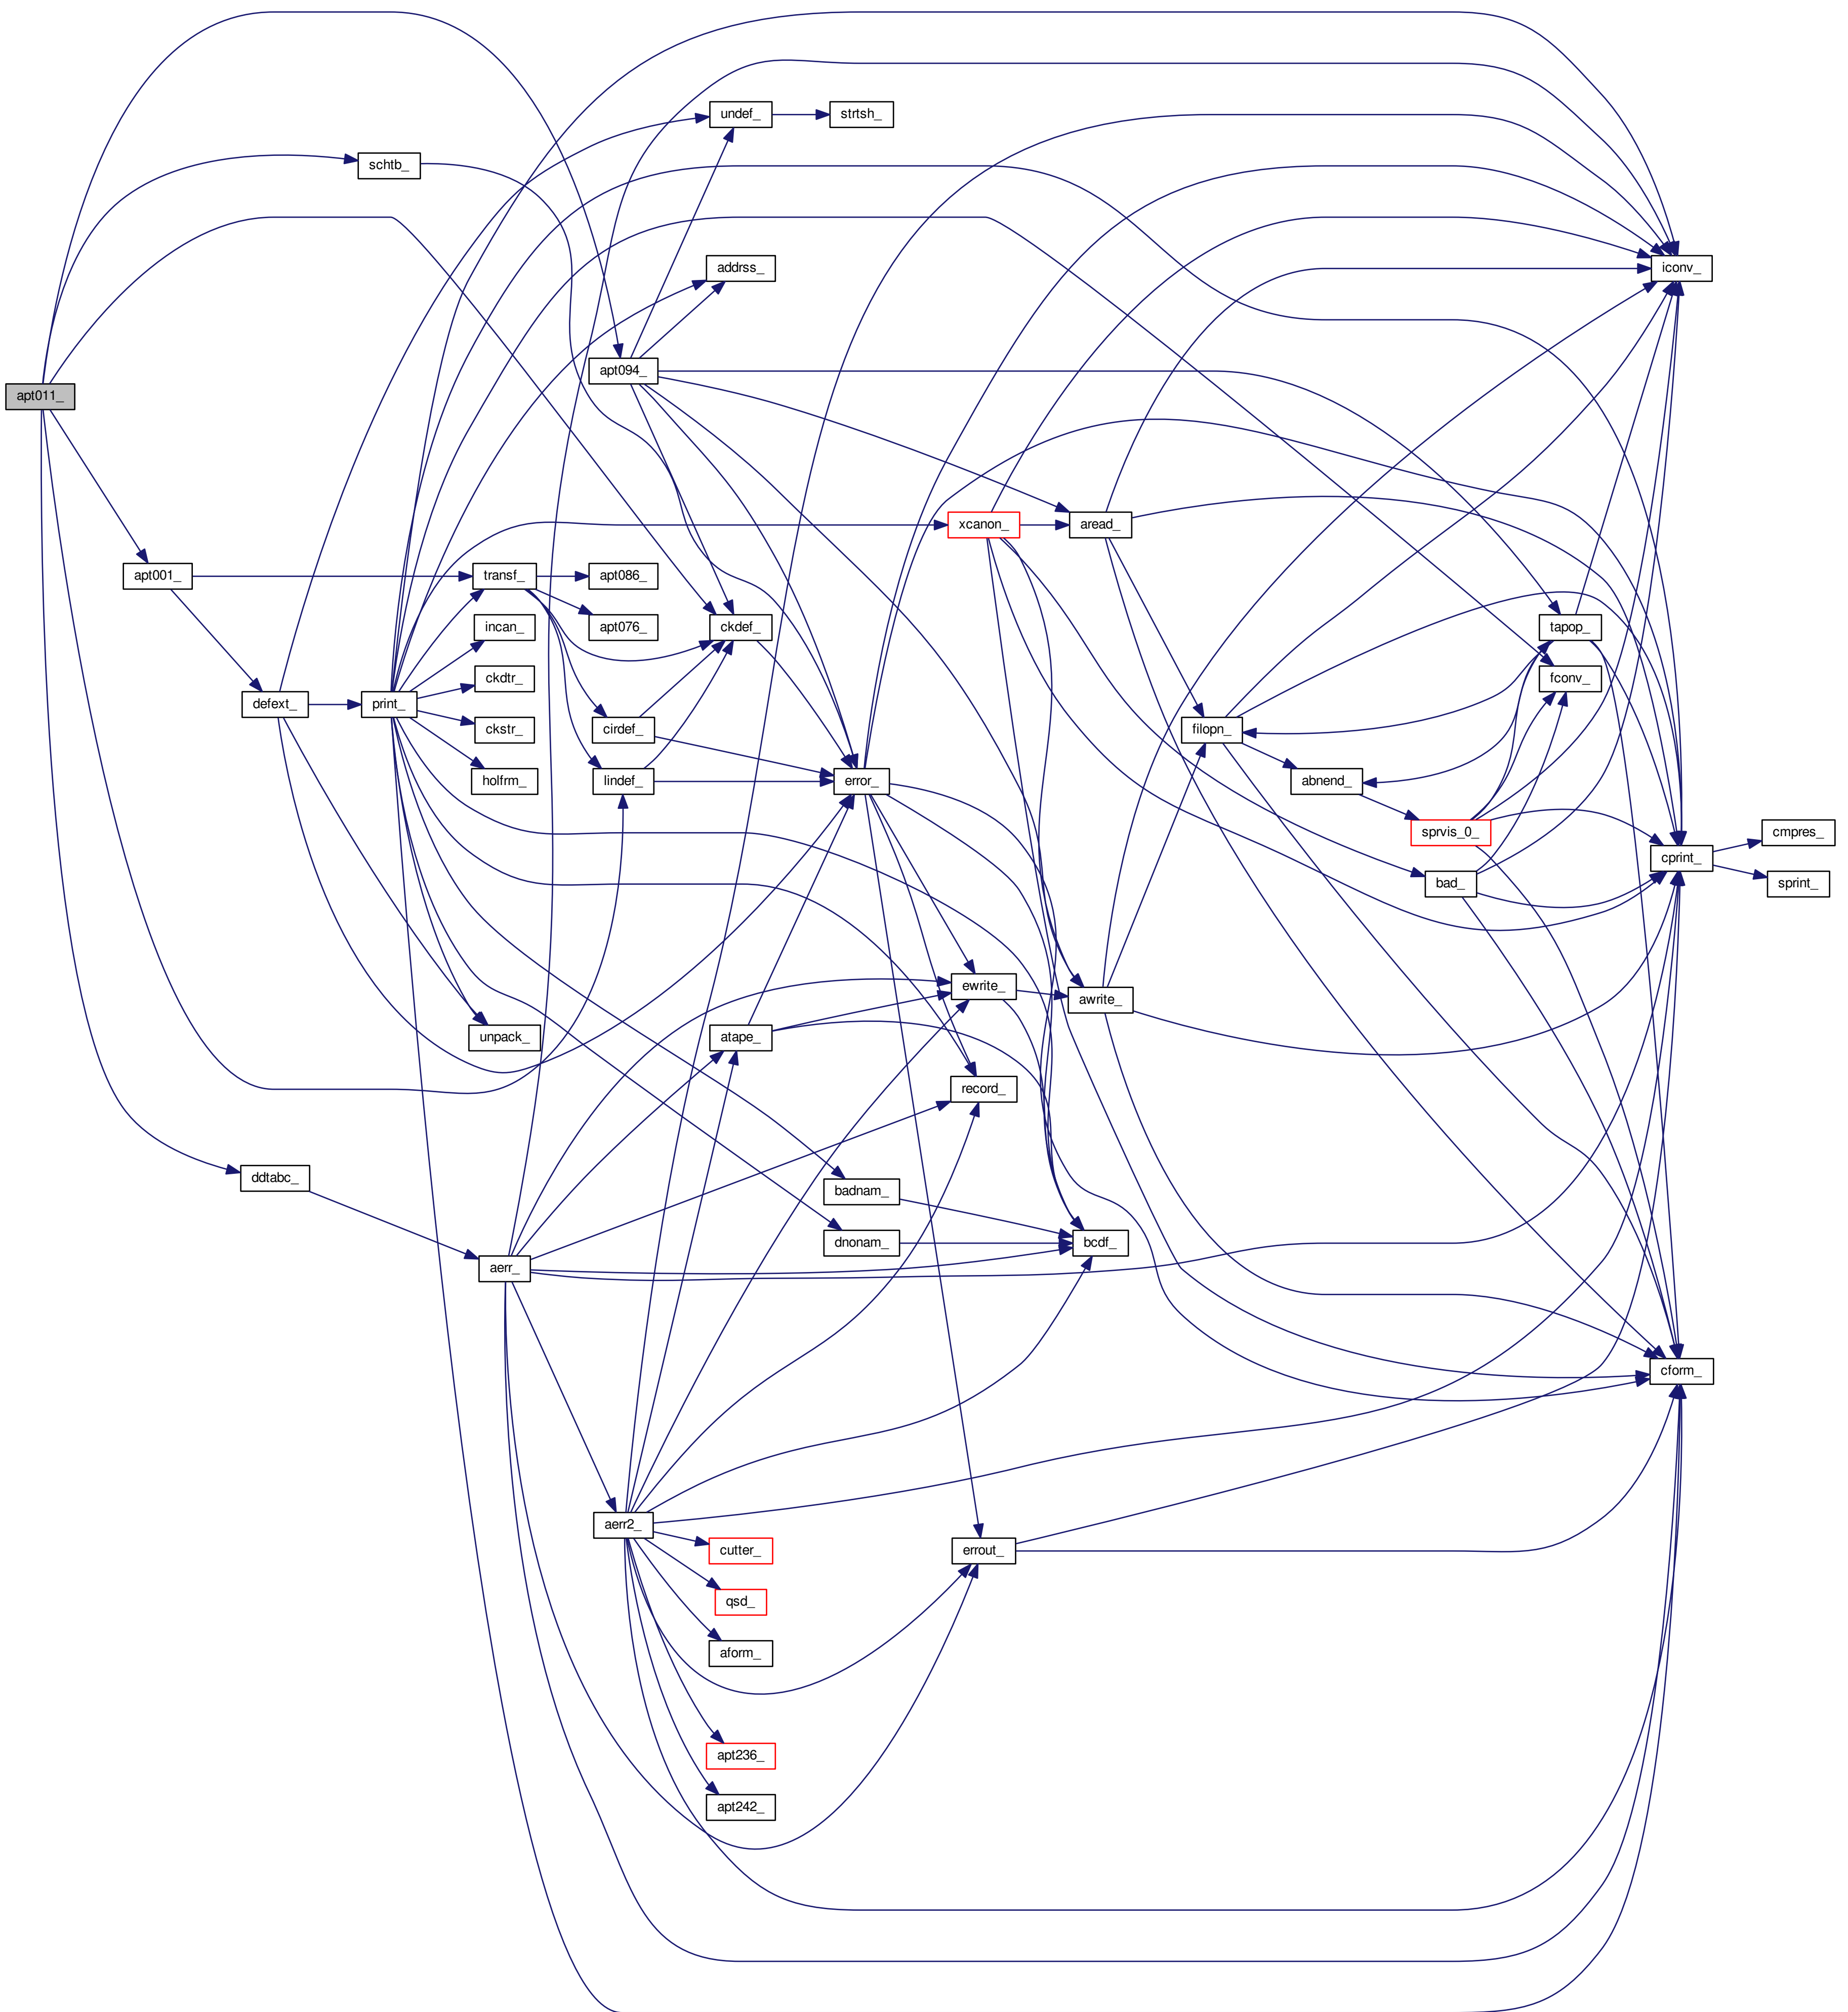 undef_
strtsh_
schtb_
addrss_
iconv_
apt094_
apt011_
xcanon_
aread_
apt001_
transf_
apt086_
incan_
apt076_
ckdef_
tapop_
ckdtr_
fconv_
defext_
print_
ckstr_
cirdef_
filopn_
holfrm_
lindef_
error_
abnend_
sprvis_0_
cmpres_
cprint_
bad_
sprint_
ewrite_
awrite_
unpack_
atape_
record_
ddtabc_
badnam_
dnonam_
bcdf_
aerr_
cform_
aerr2_
cutter_
errout_
qsd_
aform_
apt236_
apt242_